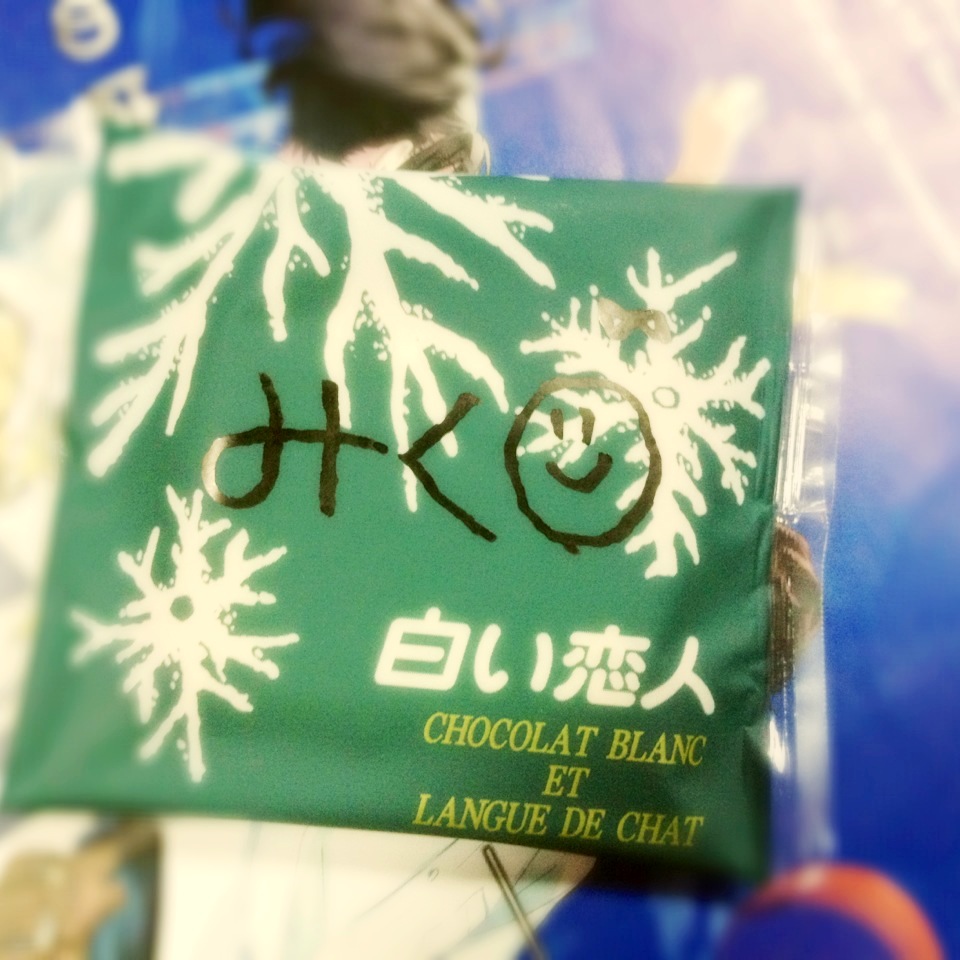 みく
白い恋人
CHOCOLAT BLANC
ET
LANGUE DE CHAT